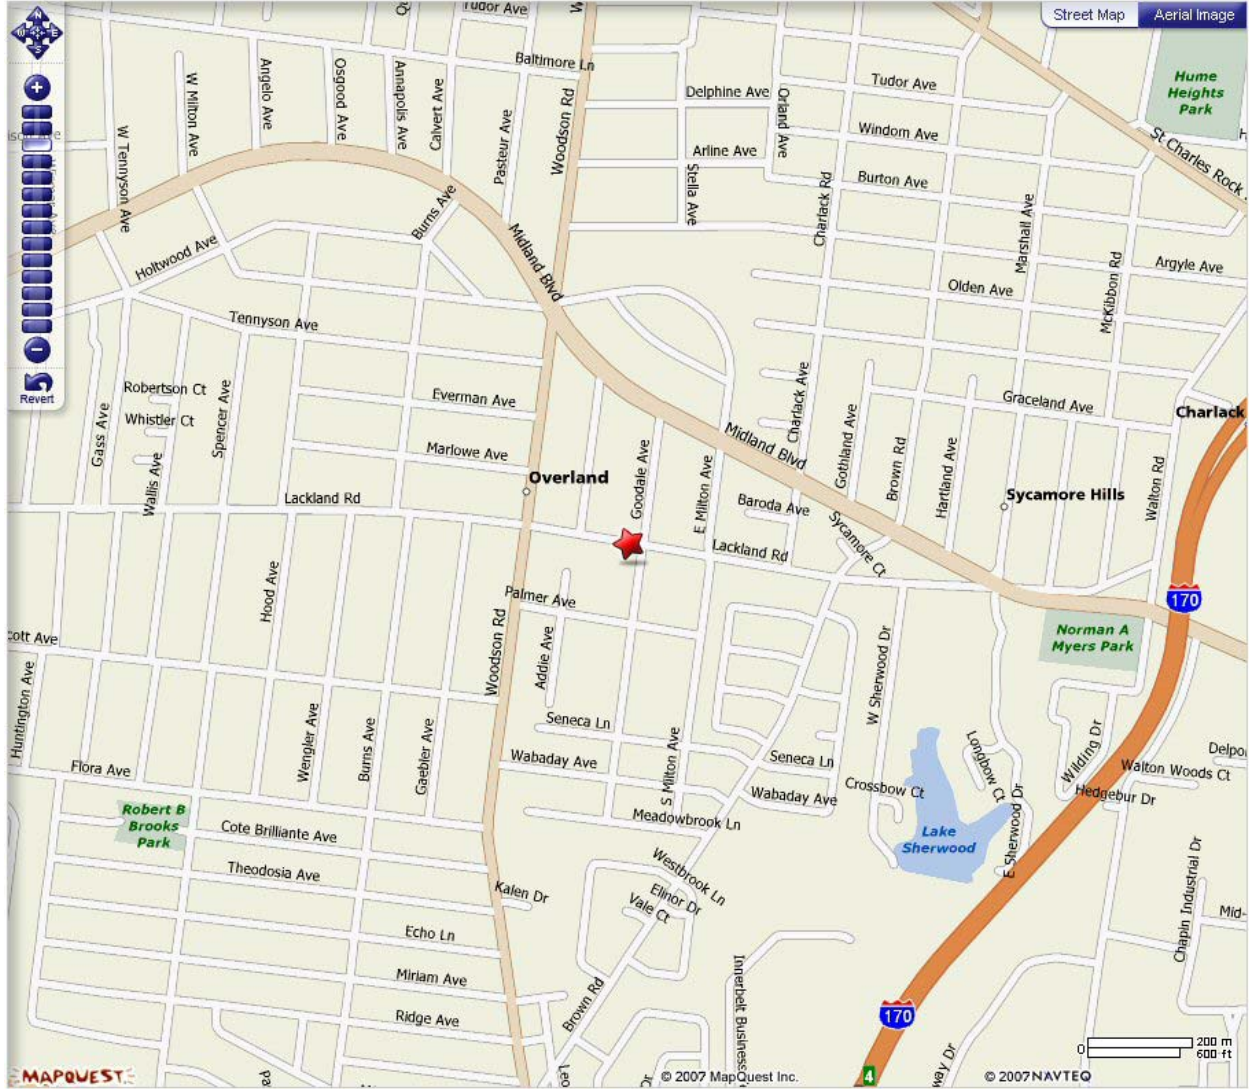 Tudor Ave
Street Map
Aerial Image
N
W
E
S
Baltimore Ln
Hume
Heights
Park
W Milton Ave
Angelo Ave
Osgood Ave
Annapolis Ave
Calvert Ave
Pasteur Ave
Woodson Rd
Delphine Ave
Orland Ave
Tudor Ave
Windom Ave
St Charles Rock
W Tennyson Ave
Arline Ave
Stella Ave
Burton Ave
Charlack Rd
Marshall Ave
Burns Ave
Midland Blvd
Holtwood Ave
McKibbon Rd
Argyle Ave
Olden Ave
Tennyson Ave
Revert
Robertson Ct
Whistler Ct
Gass Ave
Spencer Ave
Wallis Ave
Everman Ave
Marlowe Ave
Charlack Ave
Graceland Ave
Charlack
Midland Blvd
Gothland Ave
Brown Rd
Hartland Ave
Walton Rd
Overland
Goodale Ave
E Milton Ave
Baroda Ave
Sycamore Hills
Lackland Rd
Sycamore Ct
Lackland Rd
Hood Ave
Palmer Ave
170
Norman A
Myers Park
cott Ave
Huntington Ave
Woodson Rd
Addie Ave
W Sherwood Dr
Wengler Ave
Burns Ave
Gaebler Ave
Seneca Ln
S Milton Ave
Seneca Ln
Longbow Ct
Wilding Dr
Delpo
Flora Ave
Wabaday Ave
Wabaday Ave
Crossbow Ct
Walton Woods Ct
Hedgebur Dr
Robert B
Brooks
Park
Cote Brilliante Ave
Meadowbrook Ln
Lake
Sherwood
E Sherwood Dr
Theodosia Ave
Westbrook Ln
Elinor Dr
Vale Ct
Kalen Dr
Chapin Industrial Dr
Mid-
Echo Ln
Miriam Ave
Ridge Ave
Brown Rd
Innerbelt Business
170
200 m
0
600 ft
MAPQUEST
Leo
Dr
© 2007 MapQuest Inc.
4
way Dr
© 2007 NAVTEQ